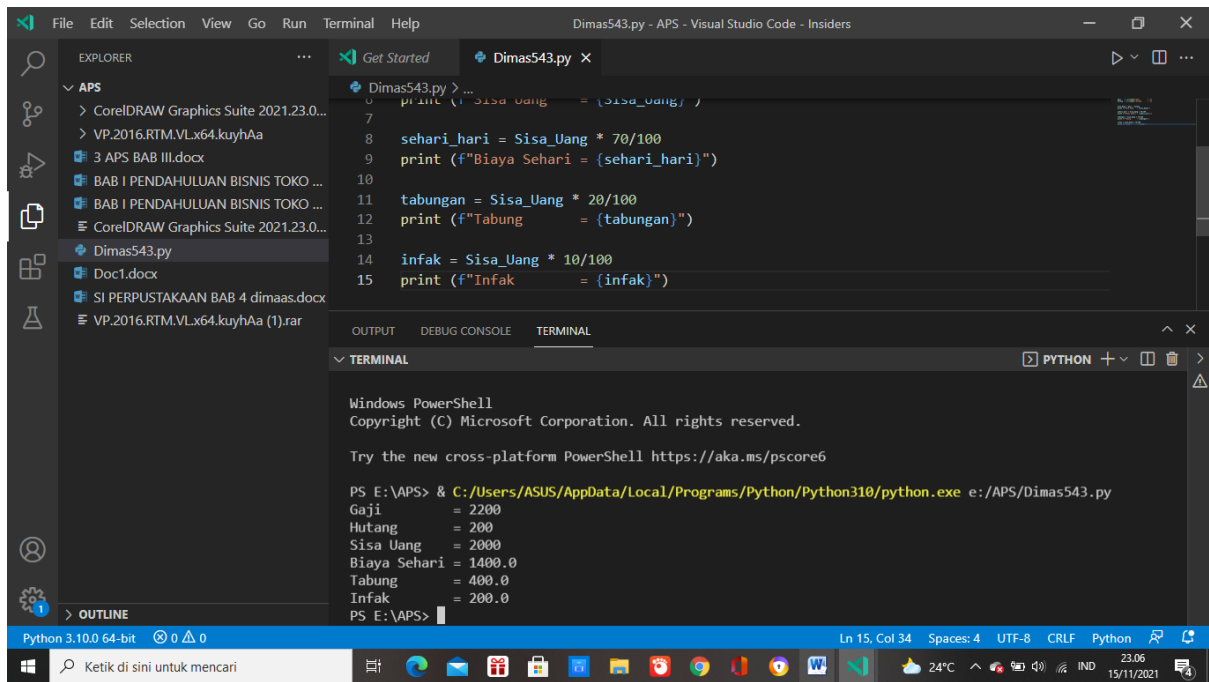 File Edit Selection View Go Run Terminal Help Dimas543.py - APS - Visual Studio Code - Insiders
EXPLORER ...
APS
> CorelDRAW Graphics Suite 2021.23.0...
> VP.2016.RTM.VL.x64.kuyhAa
3 APS BAB III.docx
BAB I PENDAHULUAN BISNIS TOKO ...
BAB I PENDAHULUAN BISNIS TOKO ...
CorelDRAW Graphics Suite 2021.23.0...
Dimas543.py
Doc1.docx
SI PERPUSTAKAAN BAB 4 dimaas.docx
VP.2016.RTM.VL.x64.kuyhAa (1).rar
> OUTLINE
Get Started Dimas543.py ×
Dimas543.py > ...
6 print (f"Sisa Uang = {Sisa_Uang}")
7
8 sehari_hari = Sisa_Uang * 70/100
9 print (f"Biaya Sehari = {sehari_hari}")
10
11 tabungan = Sisa_Uang * 20/100
12 print (f"Tabung = {tabungan}")
13
14 infak = Sisa_Uang * 10/100
15 print (f"Infak = {infak}")
OUTPUT DEBUG CONSOLE TERMINAL
TERMINAL PYTHON
Windows PowerShell
Copyright (C) Microsoft Corporation. All rights reserved.
Try the new cross-platform PowerShell https://aka.ms/pscore6
PS E:\APS> & C:/Users/ASUS/AppData/Local/Programs/Python/Python310/python.exe e:/APS/Dimas543.py
Gaji = 2200
Hutang = 200
Sisa Uang = 2000
Biaya Sehari = 1400.0
Tabung = 400.0
Infak = 200.0
PS E:\APS>
1
Python 3.10.0 64-bit 0 0 Ln 15, Col 34 Spaces: 4 UTF-8 CRLF Python
Ketik di sini untuk mencari 24°C IND 23.06
15/11/2021 4